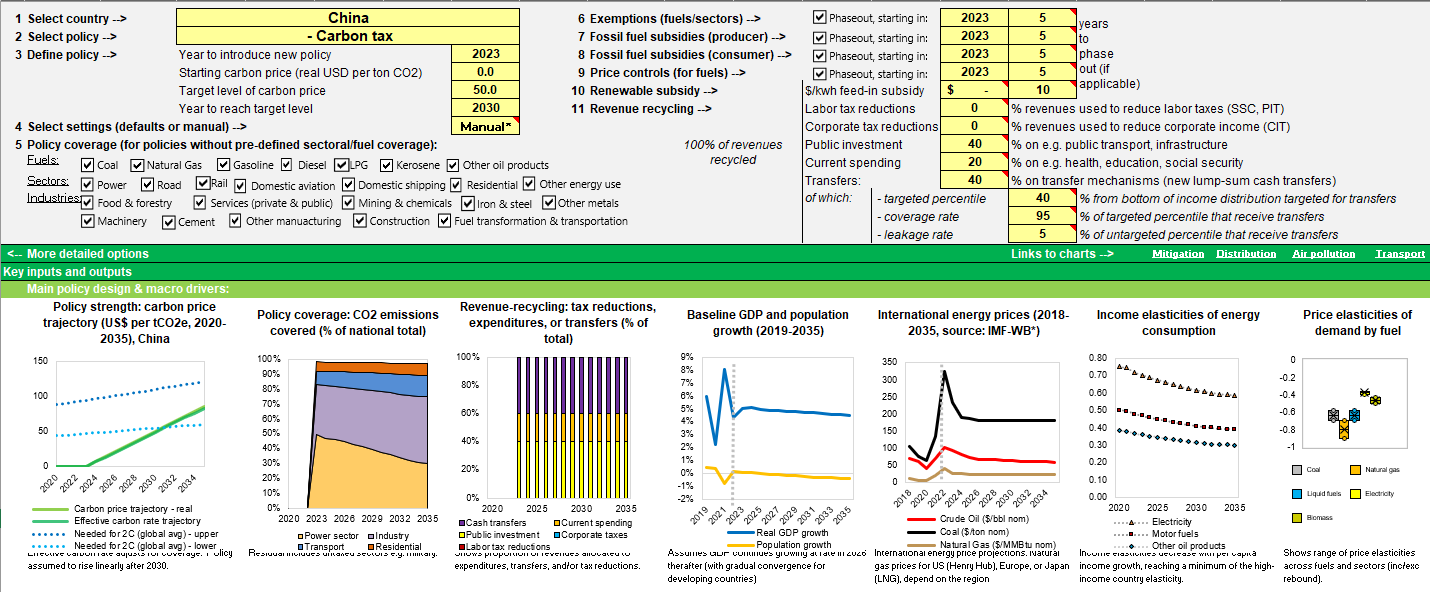 1 Select country --> China
2 Select policy --> - Carbon tax
3 Define policy --> Year to introduce new policy 2023
Starting carbon price (real USD per ton CO2) 0.0
Target level of carbon price 50.0
Year to reach target level 2030
4 Select settings (defaults or manual) --> Manual*
5 Policy coverage (for policies without pre-defined sectoral/fuel coverage):
Fuels: Coal Natural Gas Gasoline Diesel LPG Kerosene Other oil products
Sectors: Power Road Rail Domestic aviation Domestic shipping Residential Other energy use
Industries: Food & forestry Services (private & public) Mining & chemicals Iron & steel Other metals
Machinery Cement Other manuacturing Construction Fuel transformation & transportation
6 Exemptions (fuels/sectors) --> Phaseout, starting in: 2023 5
7 Fossil fuel subsidies (producer) --> Phaseout, starting in: 2023 5
8 Fossil fuel subsidies (consumer) --> Phaseout, starting in: 2023 5
9 Price controls (for fuels) --> Phaseout, starting in: 2023 5
years
to
phase
out (if
applicable)
10 Renewable subsidy --> $/kwh feed-in subsidy $ - 10
11 Revenue recycling --> Labor tax reductions 0 % revenues used to reduce labor taxes (SSC, PIT)
Corporate tax reductions 0 % revenues used to reduce corporate income (CIT)
100% of revenues
recycled
Public investment 40 % on e.g. public transport, infrastructure
Current spending 20 % on e.g. health, education, social security
Transfers: 40 % on transfer mechanisms (new lump-sum cash transfers)
of which: - targeted percentile 40 % from bottom of income distribution targeted for transfers
- coverage rate 95 % of targeted percentile that receive transfers
- leakage rate 5 % of untargeted percentile that receive transfers
<-- More detailed options Links to charts --> Mitigation Distribution Air pollution Transport
Key inputs and outputs
Main policy design & macro drivers:
Policy strength: carbon price
trajectory (US$ per tCO2e, 2020-
2035), China
150
100
50
0
2020 2022 2024 2026 2028 2030 2032 2034
Carbon price trajectory - real
Effective carbon rate trajectory
Needed for 2C (global avg) - upper
Needed for 2C (global avg) - lower
Effective carbon rate adjusts for coverage. Policy
assumed to rise linearly after 2030.
Policy coverage: CO2 emissions
covered (% of national total)
100%
90%
80%
70%
60%
50%
40%
30%
20%
10%
0%
2020 2023 2026 2029 2032 2035
Power sector Industry
Transport Residential
Residual includes untaxed sectors e.g. military.
Revenue-recycling: tax reductions,
expenditures, or transfers (% of
total)
100%
80%
60%
40%
20%
0%
2020 2023 2026 2029 2032 2035
Cash transfers Current spending
Public investment Corporate taxes
Labor tax reductions
Shows proportion of revenues allocated to
expenditures, transfers, and/or tax reductions.
Baseline GDP and population
growth (2019-2035)
9%
8%
7%
6%
5%
4%
3%
2%
1%
0%
-1%
-2%
2019 2021 2023 2025 2027 2029 2031 2033 2035
Real GDP growth
Population growth
Assumes GDP continues growing at rate in 2026
thereafter (with gradual convergence for
developing countries)
International energy prices (2018-
2035, source: IMF-WB*)
350
300
250
200
150
100
50
0
2018 2020 2022 2024 2026 2028 2030 2032 2034
Crude Oil ($/bbl nom)
Coal ($/ton nom)
Natural Gas ($/MMBtu nom)
International energy price projections. Natural
gas prices for US (Henry Hub), Europe, or Japan
(LNG), depend on the region
Income elasticities of energy
consumption
0.80
0.70
0.60
0.50
0.40
0.30
0.20
0.10
0.00
2020 2025 2030 2035
Electricity
Motor fuels
Other oil products
Income elasticities decrease with per capita
income growth, reaching a minimum of the high-
income country elasticity.
Price elasticities of
demand by fuel
0
-0.2
-0.4
-0.6
-0.8
-1
Coal Natural gas
Liquid fuels Electricity
Biomass
Shows range of price elasticities
across fuels and sectors (inc/exc
rebound).